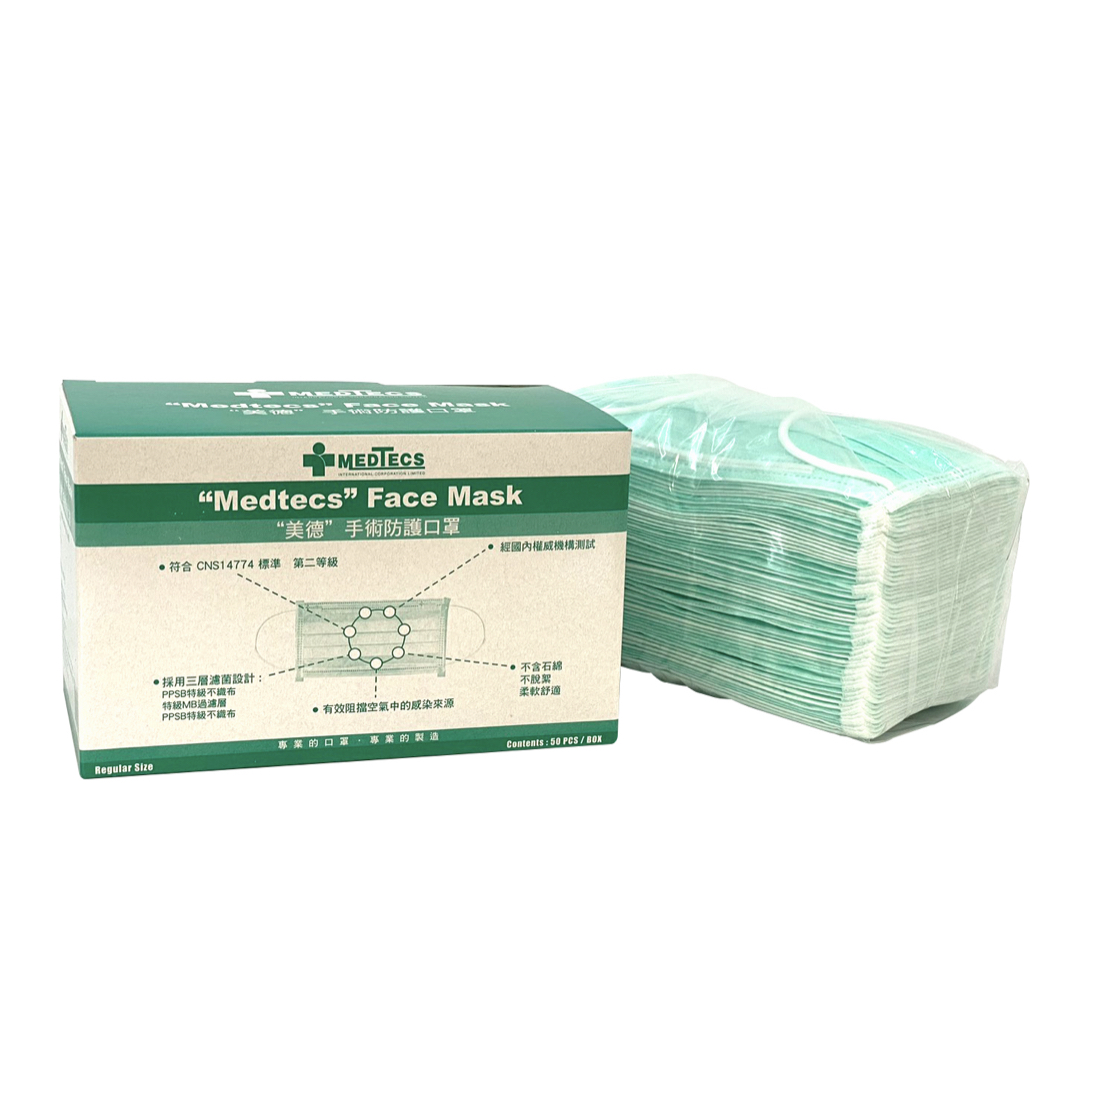 MEDTECS
“Medtecs” Face Mask
“美德” 手術防護口罩
MEDTECS
INTERNATIONAL CORPORATION LIMITED
“Medtecs” Face Mask
“美德” 手術防護口罩
• 經國內權威機構測試
• 符合 CNS14774 標準 第二等級
• 不含石綿
不脫絮
柔軟舒適
• 採用三層濾菌設計：
PPSB特級不織布
特級MB過濾層
PPSB特級不織布
• 有效阻擋空氣中的感染來源
專業的口罩．專業的製造
Contents : 50 PCS / BOX
Regular Size